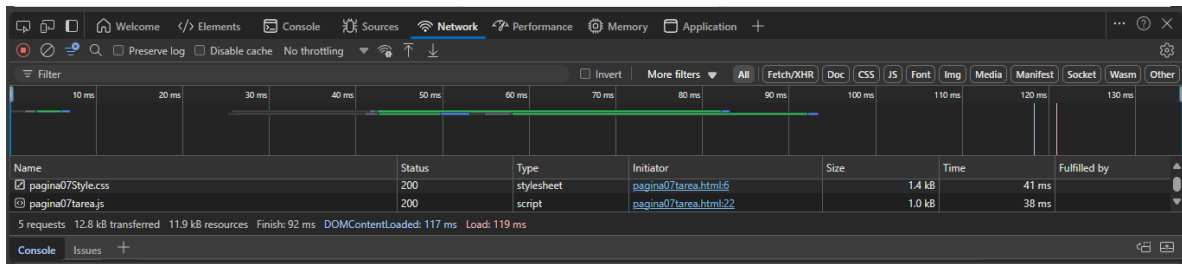 Welcome Elements Console Sources Network Performance Memory Application
Preserve log Disable cache No throttling
Filter Invert More filters All Fetch/XHR Doc CSS JS Font Img Media Manifest Socket Wasm Other
10 ms 20 ms 30 ms 40 ms 50 ms 60 ms 70 ms 80 ms 90 ms 100 ms 110 ms 120 ms 130 ms
Name Status Type Initiator Size Time Fulfilled by
pagina07Style.css 200 stylesheet pagina07tarea.html:6 1.4 kB 41 ms
pagina07tarea.js 200 script pagina07tarea.html:22 1.0 kB 38 ms
5 requests 12.8 kB transferred 11.9 kB resources Finish: 92 ms DOMContentLoaded: 117 ms Load: 119 ms
Console Issues